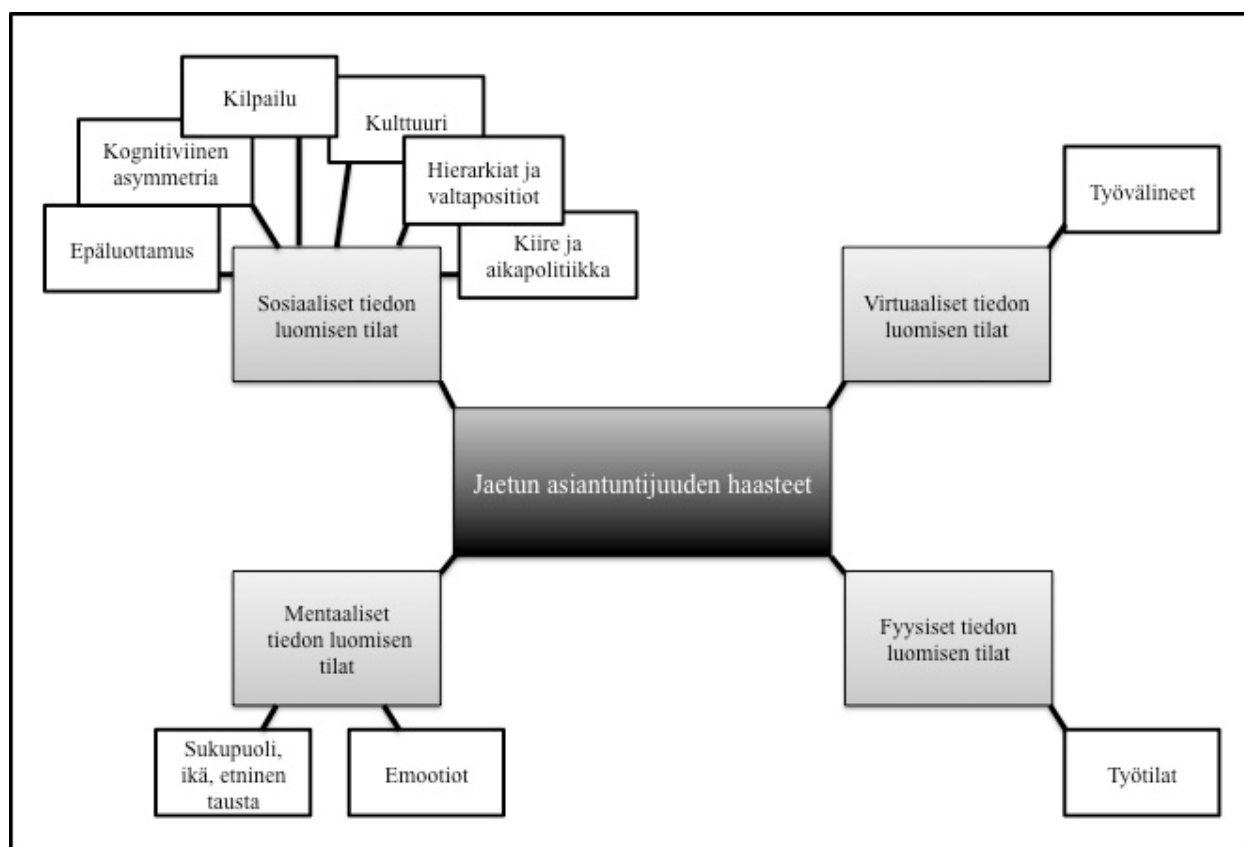 Kilpailu
Kulttuuri
Kognitiviinen
asymmetria
Hierarkiat ja
valtapositiot
Epäluottamus
Kiire ja
aikapolitiikka
Sosiaaliset tiedon
luomisen tilat
Työvälineet
Virtuaaliset tiedon
luomisen tilat
Jaetun asiantuntijuuden haasteet
Mentaaliset
tiedon luomisen
tilat
Fyysiset tiedon
luomisen tilat
Sukupuoli,
ikä, etninen
tausta
Emootiot
Työtilat